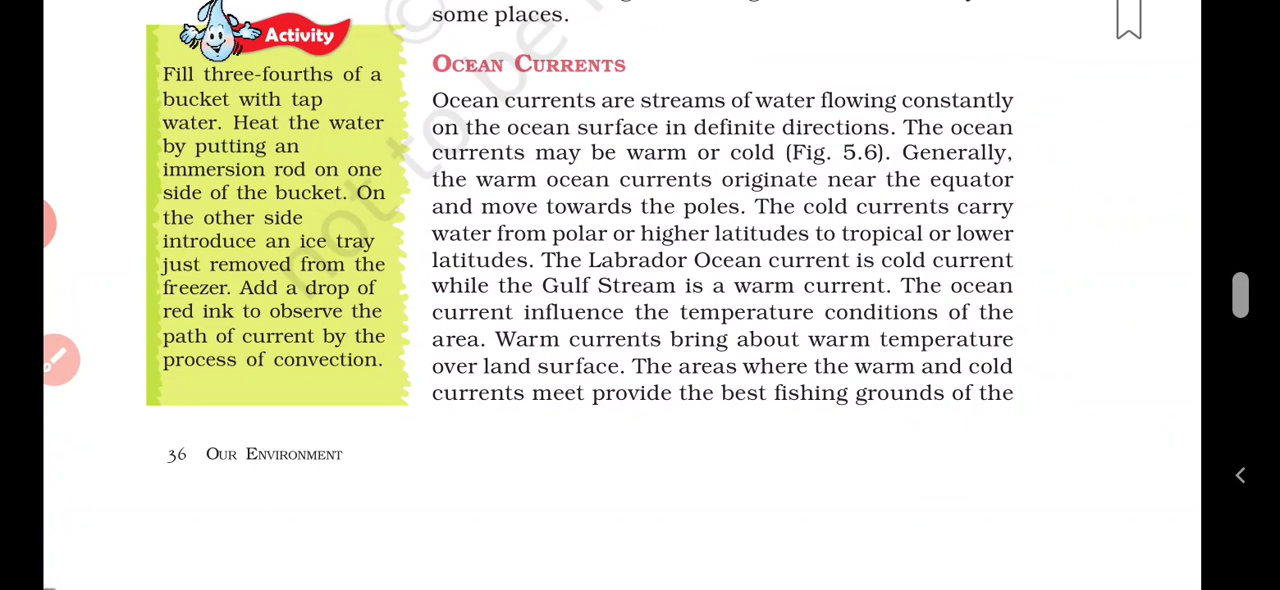 some places.
Activity
Fill three-fourths of a
bucket with tap
water. Heat the water
by putting an
immersion rod on one
side of the bucket. On
the other side
introduce an ice tray
just removed from the
freezer. Add a drop of
red ink to observe the
path of current by the
process of convection.
OCEAN CURRENTS
Ocean currents are streams of water flowing constantly
on the ocean surface in definite directions. The ocean
currents may be warm or cold (Fig. 5.6). Generally,
the warm ocean currents originate near the equator
and move towards the poles. The cold currents carry
water from polar or higher latitudes to tropical or lower
latitudes. The Labrador Ocean current is cold current
while the Gulf Stream is a warm current. The ocean
current influence the temperature conditions of the
area. Warm currents bring about warm temperature
over land surface. The areas where the warm and cold
currents meet provide the best fishing grounds of the
36 OUR ENVIRONMENT
© not to be